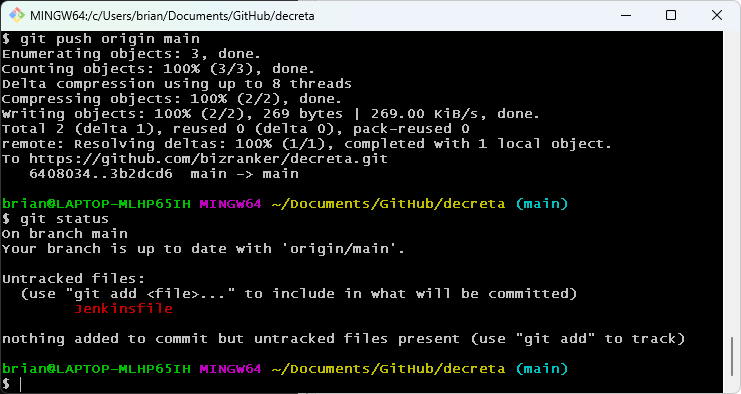 MINGW64:/c/Users/brian/Documents/GitHub/decreta
$ git push origin main
Enumerating objects: 3, done.
Counting objects: 100% (3/3), done.
Delta compression using up to 8 threads
Compressing objects: 100% (2/2), done.
Writing objects: 100% (2/2), 269 bytes | 269.00 KiB/s, done.
Total 2 (delta 1), reused 0 (delta 0), pack-reused 0
remote: Resolving deltas: 100% (1/1), completed with 1 local object.
To https://github.com/bizranker/decreta.git
   6408034..3b2dcd6  main -> main
brian@LAPTOP-MLHP65IH MINGW64 ~/Documents/GitHub/decreta (main)
$ git status
On branch main
Your branch is up to date with 'origin/main'.
Untracked files:
  (use "git add <file>..." to include in what will be committed)
        Jenkinsfile
nothing added to commit but untracked files present (use "git add" to track)
brian@LAPTOP-MLHP65IH MINGW64 ~/Documents/GitHub/decreta (main)
$